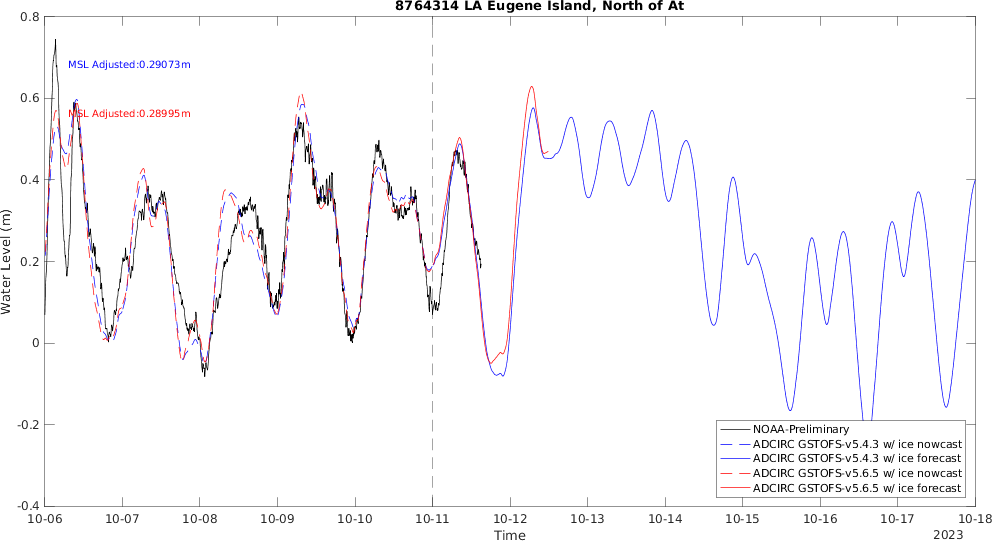 8764314 LA Eugene Island, North of At
MSL Adjusted:0.29073m
MSL Adjusted:0.28995m
Water Level (m)
0.8
0.6
0.4
0.2
0
-0.2
-0.4
NOAA-Preliminary
ADCIRC GSTOFS-v5.4.3 w/ ice nowcast
ADCIRC GSTOFS-v5.4.3 w/ ice forecast
ADCIRC GSTOFS-v5.6.5 w/ ice nowcast
ADCIRC GSTOFS-v5.6.5 w/ ice forecast
10-06 10-07 10-08 10-09 10-10 10-11 10-12 10-13 10-14 10-15 10-16 10-17 10-18
Time
2023